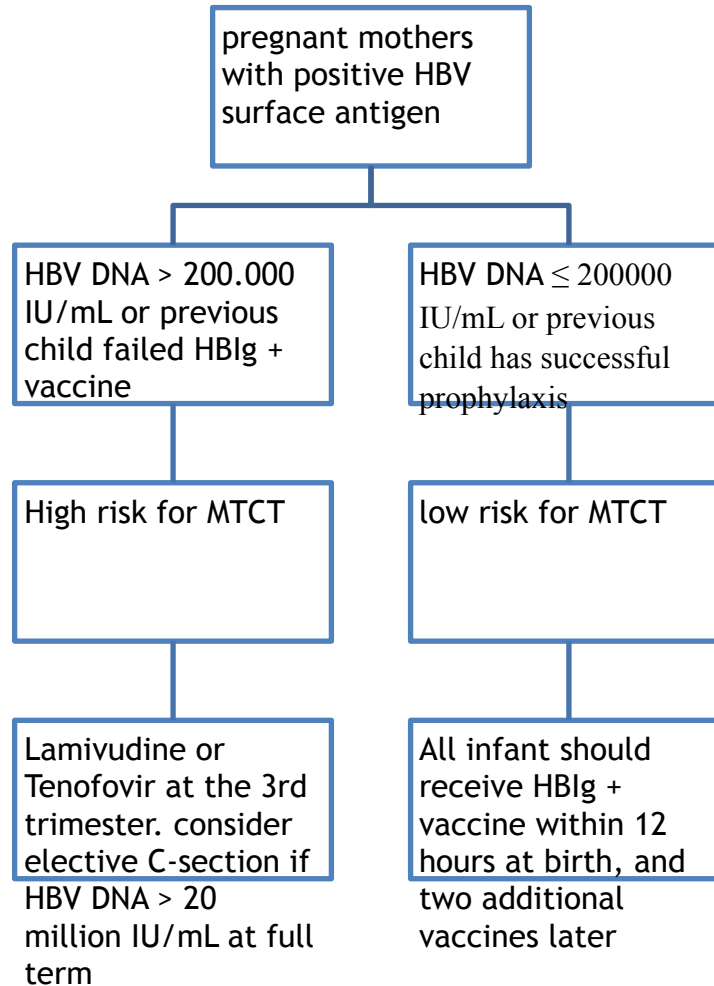 pregnant mothers
with positive HBV
surface antigen
HBV DNA > 200.000
IU/mL or previous
child failed HBIg +
vaccine
HBV DNA ≤ 200000
IU/mL or previous
child has successful
prophylaxis
High risk for MTCT
low risk for MTCT
Lamivudine or
Tenofovir at the 3rd
trimester. consider
elective C-section if
HBV DNA > 20
million IU/mL at full
term
All infant should
receive HBIg +
vaccine within 12
hours at birth, and
two additional
vaccines later